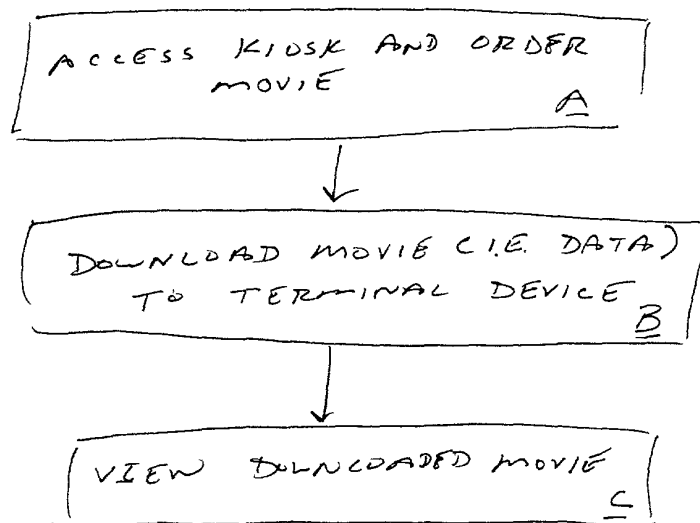 ACCESS KIOSK AND ORDER
MOVIE
A
DOWNLOAD MOVIE (I.E. DATA)
TO TERMINAL DEVICE
B
VIEW DOWNLOADED MOVIE
C